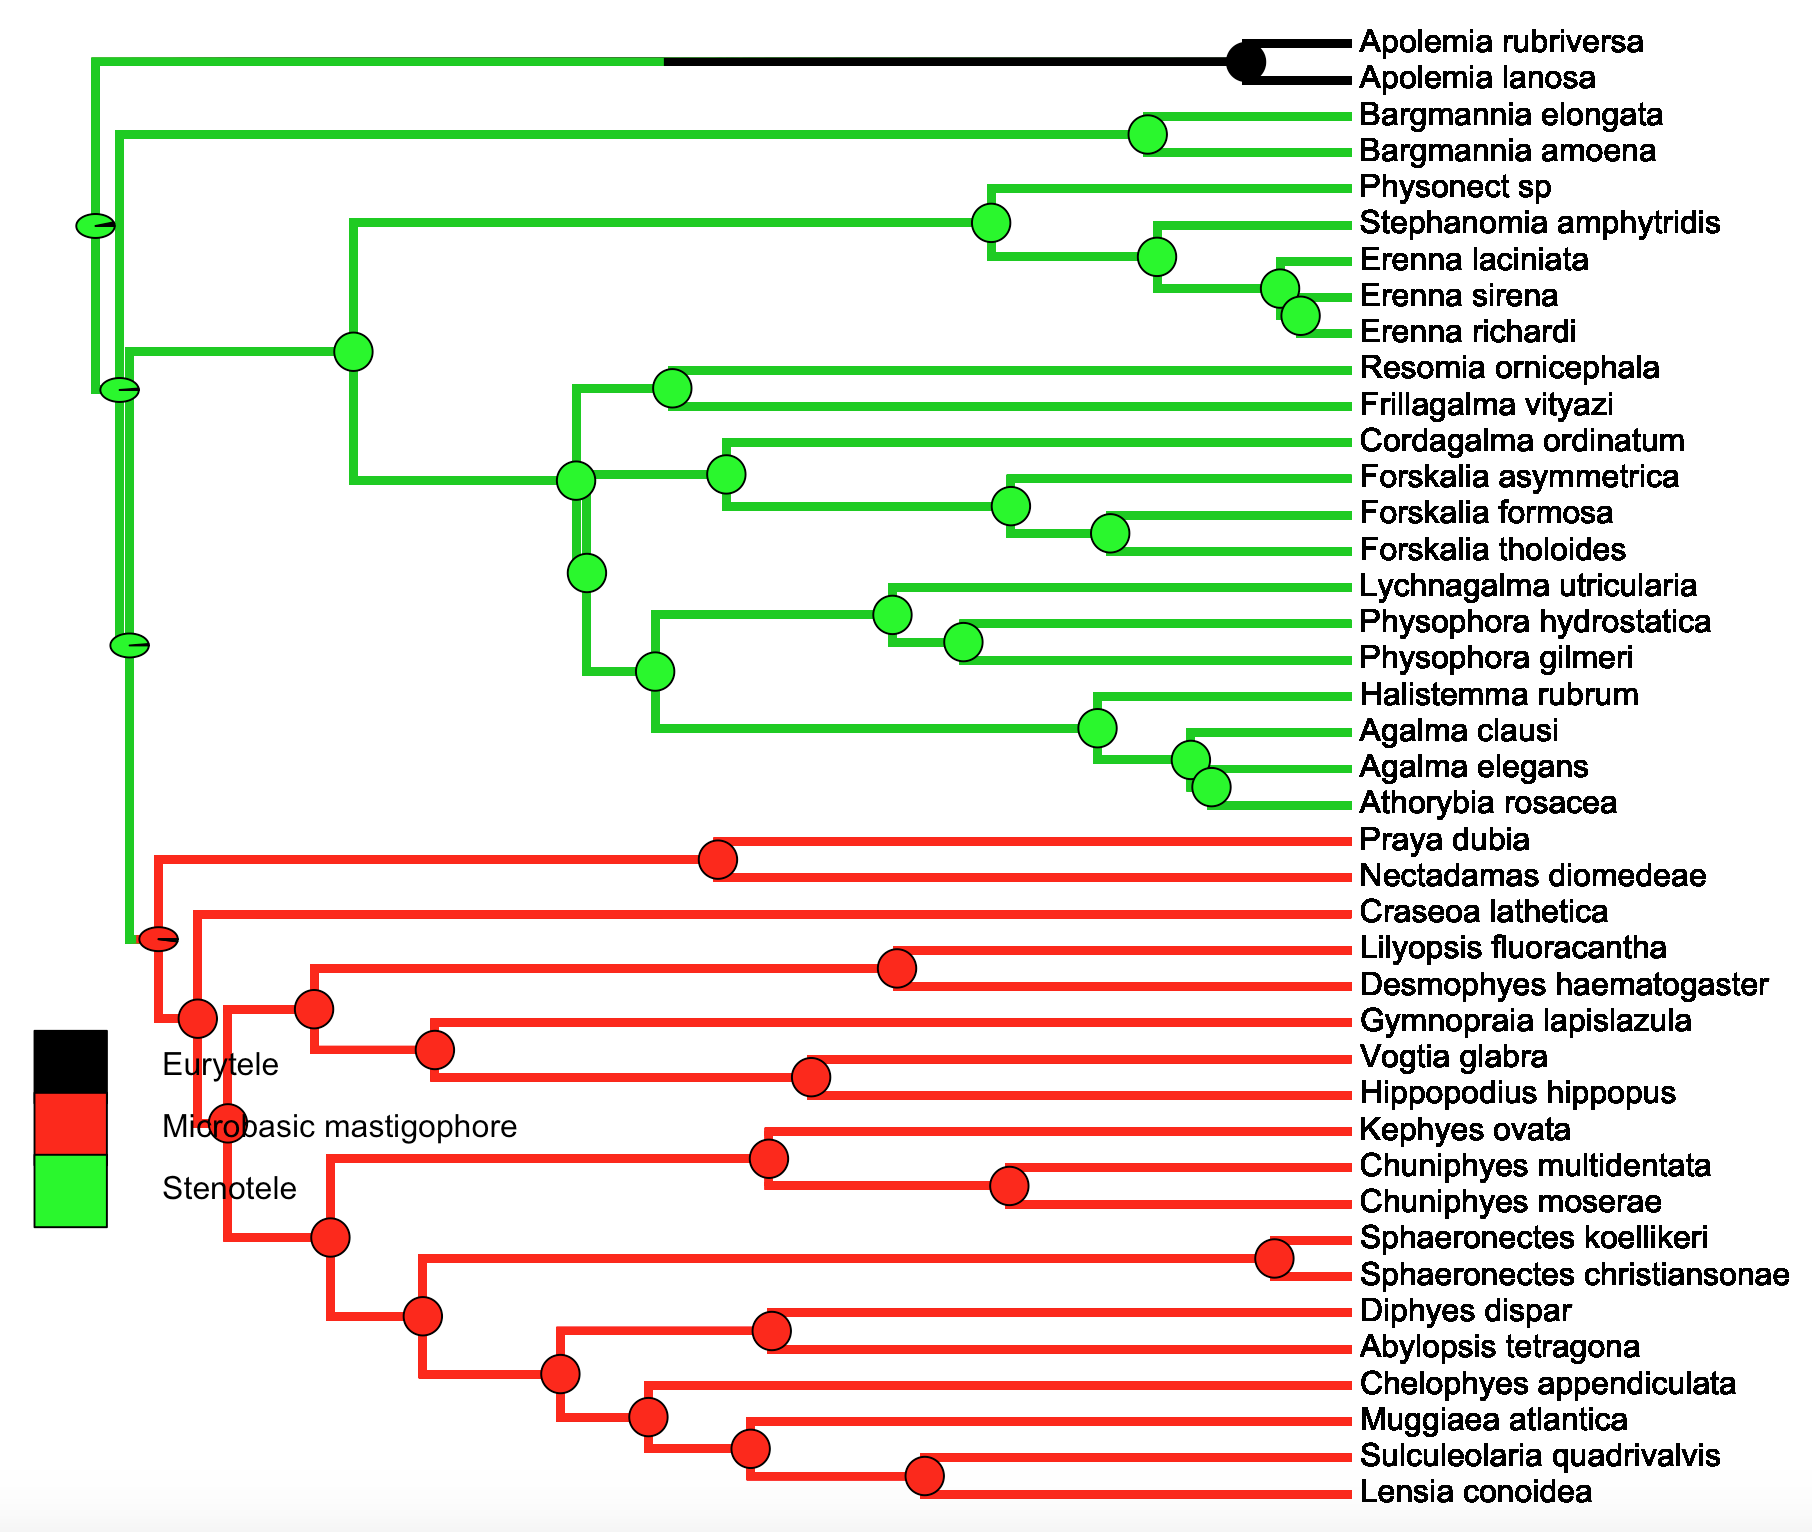 Apolemia rubriversa
Apolemia lanosa
Bargmannia elongata
Bargmannia amoena
Physonect sp
Stephanomia amphytridis
Erenna laciniata
Erenna sirena
Erenna richardi
Resomia ornicephala
Frillagalma vityazi
Cordagalma ordinatum
Forskalia asymmetrica
Forskalia formosa
Forskalia tholoides
Lychnagalma utricularia
Physophora hydrostatica
Physophora gilmeri
Halistemma rubrum
Agalma clausi
Agalma elegans
Athorybia rosacea
Praya dubia
Nectadamas diomedeae
Craseoa lathetica
Lilyopsis fluoracantha
Desmophyes haematogaster
Gymnopraia lapislazula
Vogtia glabra
Hippopodius hippopus
Kephyes ovata
Chuniphyes multidentata
Chuniphyes moserae
Sphaeronectes koellikeri
Sphaeronectes christiansonae
Diphyes dispar
Abylopsis tetragona
Chelophyes appendiculata
Muggiaea atlantica
Sulculeolaria quadrivalvis
Lensia conoidea
Eurytele
Microbasic mastigophore
Stenotele